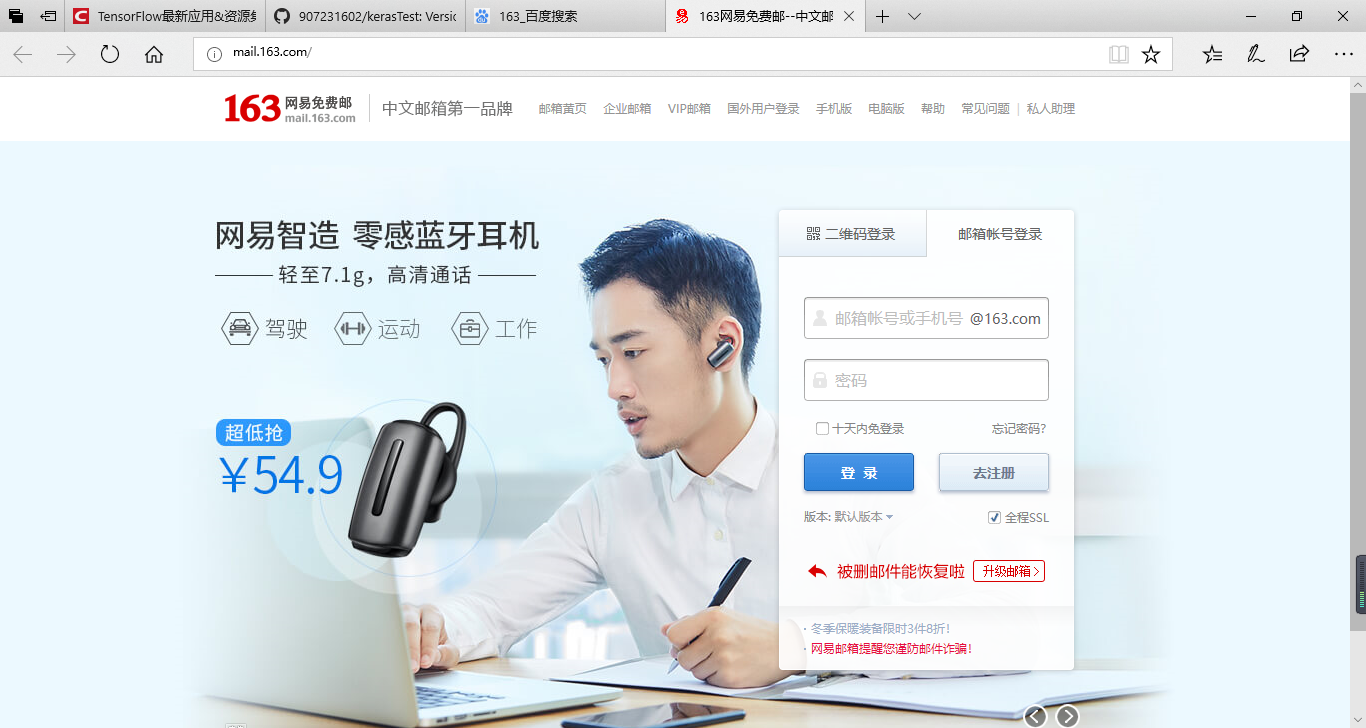 TensorFlow最新应用&资源务
907231602/kerasTest: Versic
163_百度搜索
163网易免费邮--中文邮
mail.163.com/
163 网易免费邮
mail.163.com
中文邮箱第一品牌
邮箱黄页 企业邮箱 VIP邮箱 国外用户登录 手机版 电脑版 帮助 常见问题 | 私人助理
网易智造 零感蓝牙耳机
轻至7.1g，高清通话
驾驶 运动 工作
超低抢
￥54.9
二维码登录
邮箱帐号登录
邮箱帐号或手机号 @163.com
密码
十天内免登录 忘记密码?
登 录 去注册
版本: 默认版本 全程SSL
被删邮件能恢复啦 升级邮箱>
· 冬季保暖装备限时3件8折!
· 网易邮箱提醒您谨防邮件诈骗!